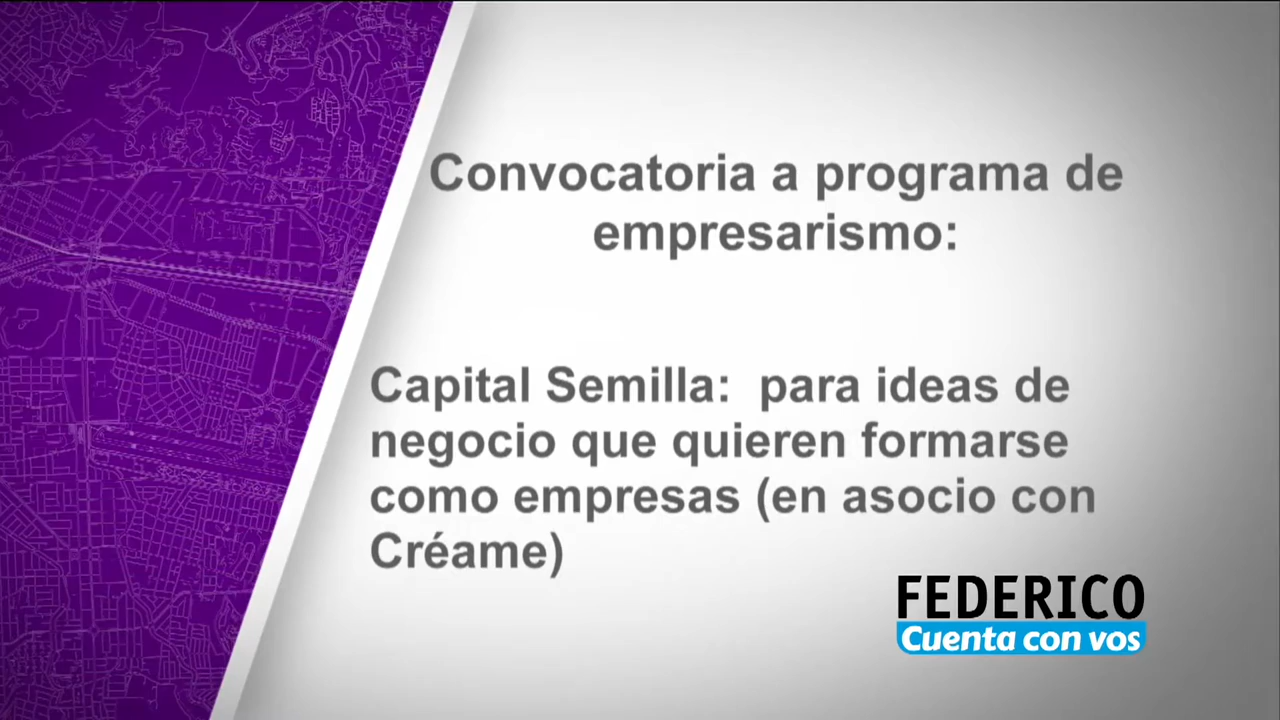 Convocatoria a programa de
empresarismo:
Capital Semilla:  para ideas de
negocio que quieren formarse
como empresas (en asocio con
Créame)
FEDERICO
Cuenta con vos